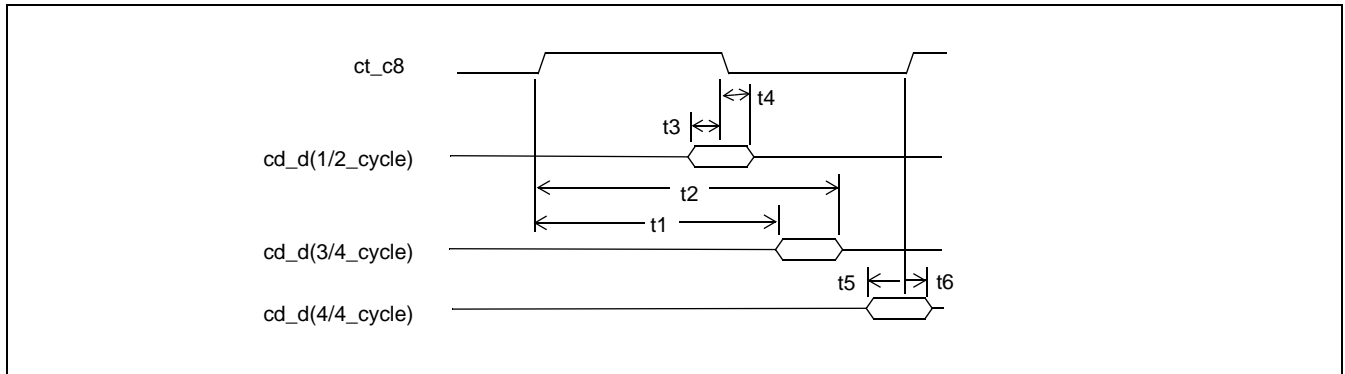 ct_c8
t4
t3
cd_d(1/2_cycle)
t2
t1
cd_d(3/4_cycle)
t5
t6
cd_d(4/4_cycle)